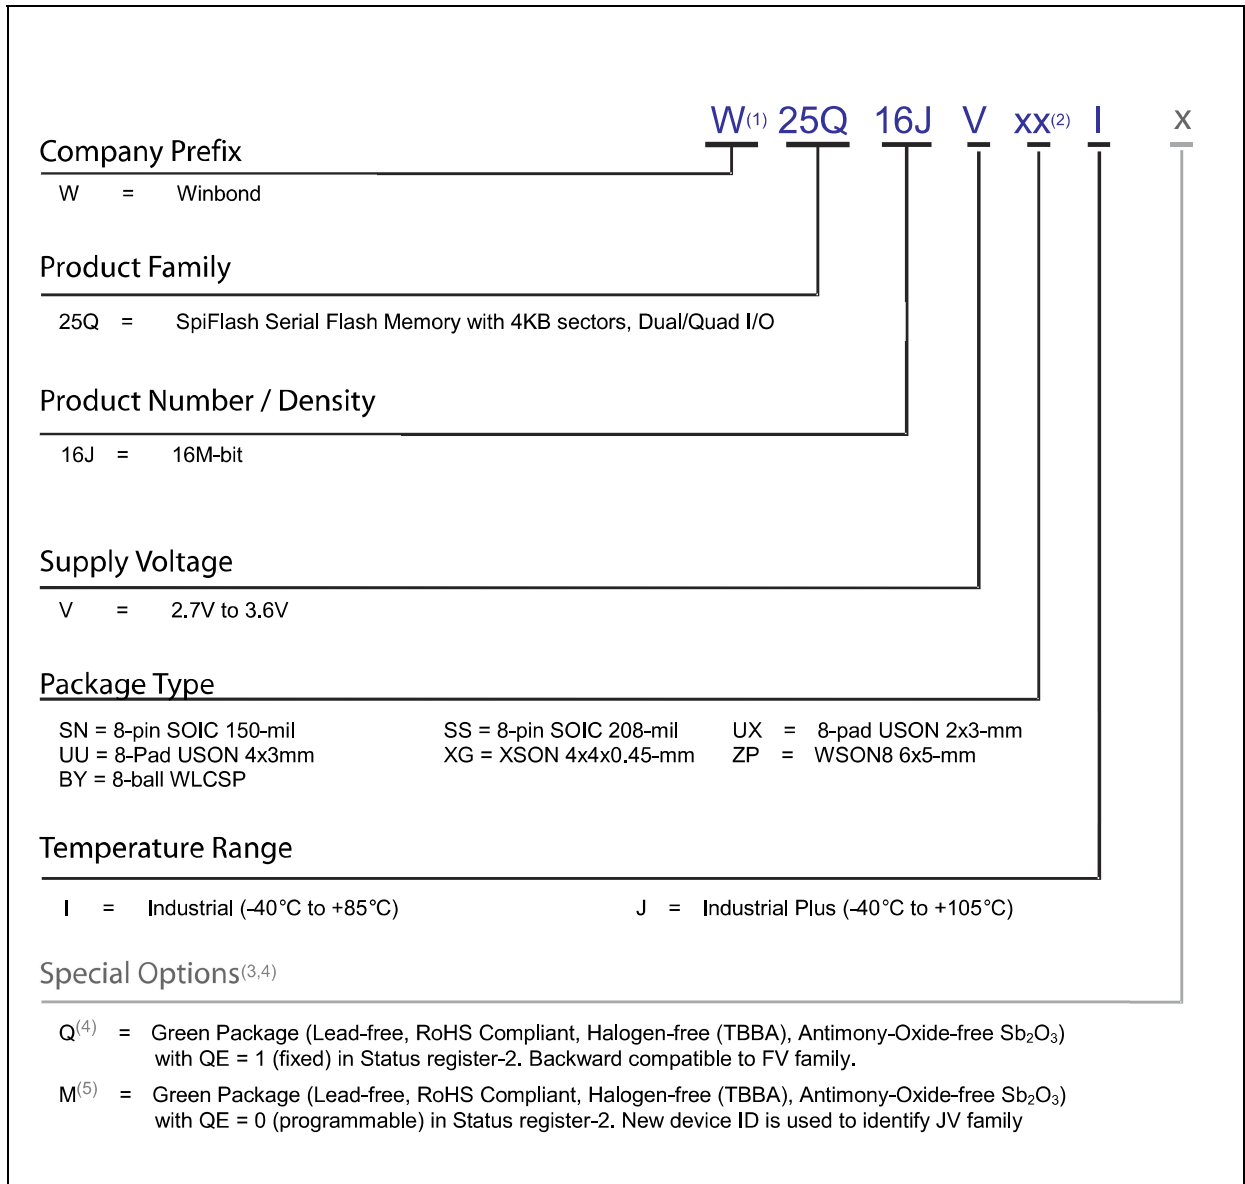 W(1) 25Q 16J V xx(2) I x
Company Prefix
W = Winbond
Product Family
25Q = SpiFlash Serial Flash Memory with 4KB sectors, Dual/Quad I/O
Product Number / Density
16J = 16M-bit
Supply Voltage
V = 2.7V to 3.6V
Package Type
SN = 8-pin SOIC 150-mil SS = 8-pin SOIC 208-mil UX = 8-pad USON 2x3-mm
UU = 8-Pad USON 4x3mm XG = XSON 4x4x0.45-mm ZP = WSON8 6x5-mm
BY = 8-ball WLCSP
Temperature Range
I = Industrial (-40°C to +85°C) J = Industrial Plus (-40°C to +105°C)
Special Options(3,4)
Q(4) = Green Package (Lead-free, RoHS Compliant, Halogen-free (TBBA), Antimony-Oxide-free Sb₂O₃)
with QE = 1 (fixed) in Status register-2. Backward compatible to FV family.
M(5) = Green Package (Lead-free, RoHS Compliant, Halogen-free (TBBA), Antimony-Oxide-free Sb₂O₃)
with QE = 0 (programmable) in Status register-2. New device ID is used to identify JV family